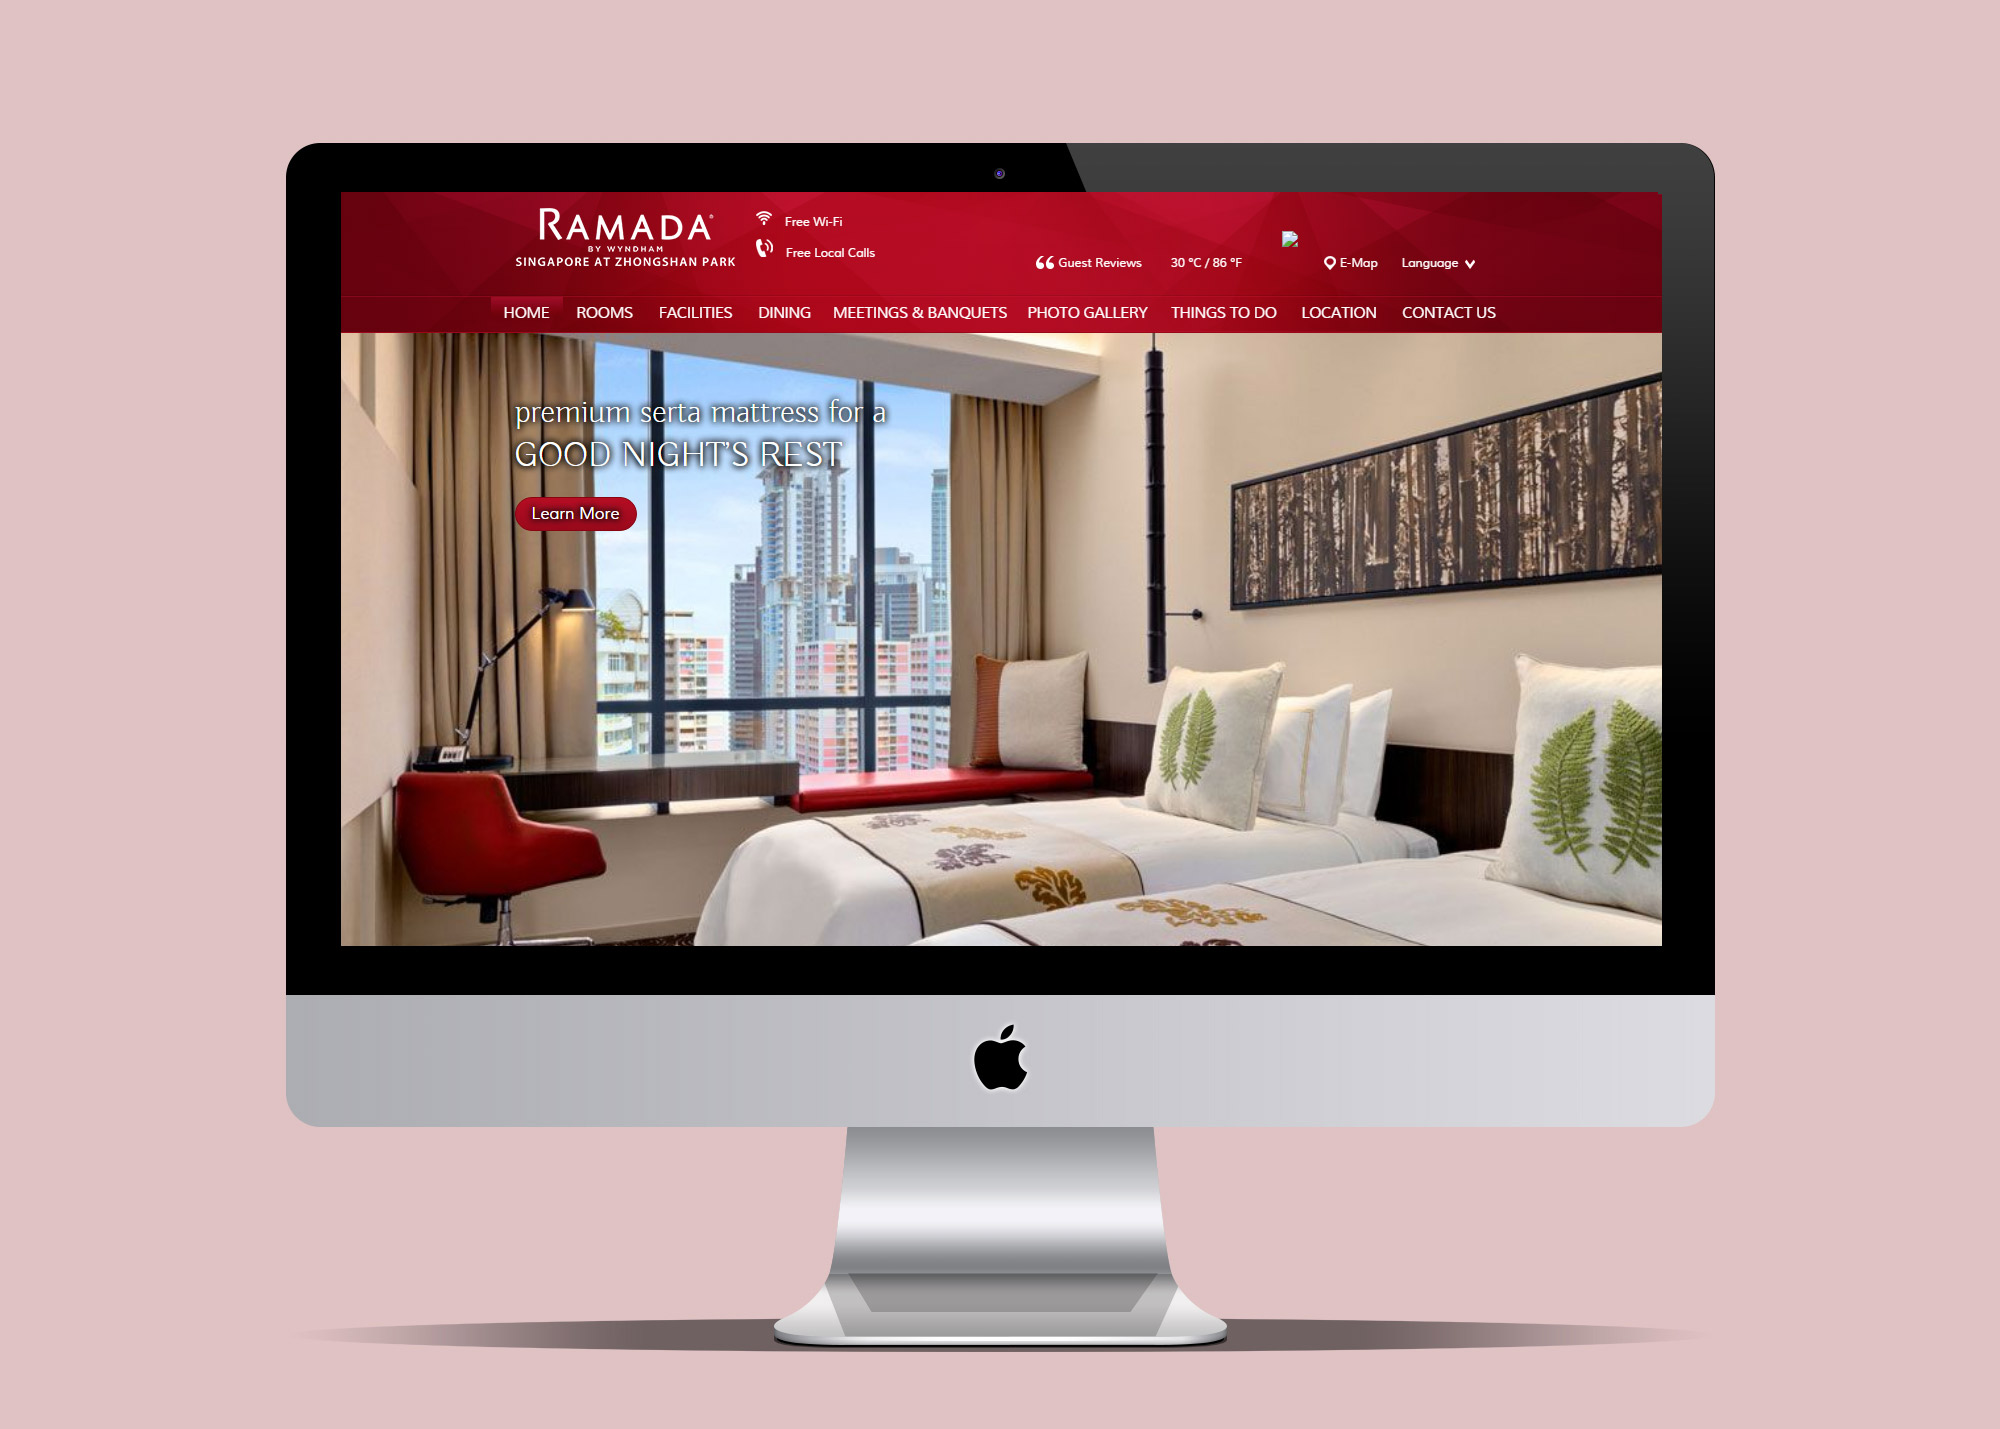 RAMADA®
BY WYNDHAM
SINGAPORE AT ZHONGSHAN PARK
Free Wi-Fi
Free Local Calls
Guest Reviews
30 °C / 86 °F
E-Map
Language
HOME ROOMS FACILITIES DINING MEETINGS & BANQUETS PHOTO GALLERY THINGS TO DO LOCATION CONTACT US
premium serta mattress for a
GOOD NIGHT'S REST
Learn More